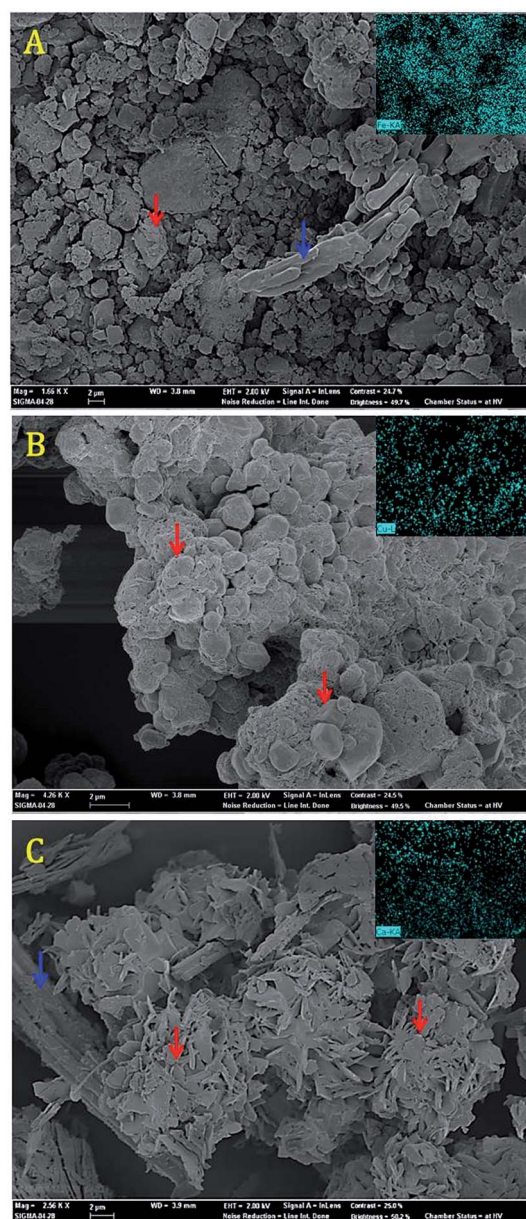 A
Fe-KA
Mag = 1.66 K X 2 µm WD = 3.8 mm EHT = 2.00 kV Signal A = InLens Contrast = 24.7 %
SIGMA-04-28 Noise Reduction = Line Int. Done Brightness = 49.7 % Chamber Status = at HV
B
Cu-L
Mag = 4.26 K X 2 µm WD = 3.8 mm EHT = 2.00 kV Signal A = InLens Contrast = 24.5 %
SIGMA-04-28 Noise Reduction = Line Int. Done Brightness = 49.5 % Chamber Status = at HV
C
Ca-KA
Mag = 2.56 K X 2 µm WD = 3.9 mm EHT = 2.00 kV Signal A = InLens Contrast = 25.0 %
SIGMA-04-28 Noise Reduction = Line Int. Done Brightness = 50.2 % Chamber Status = at HV